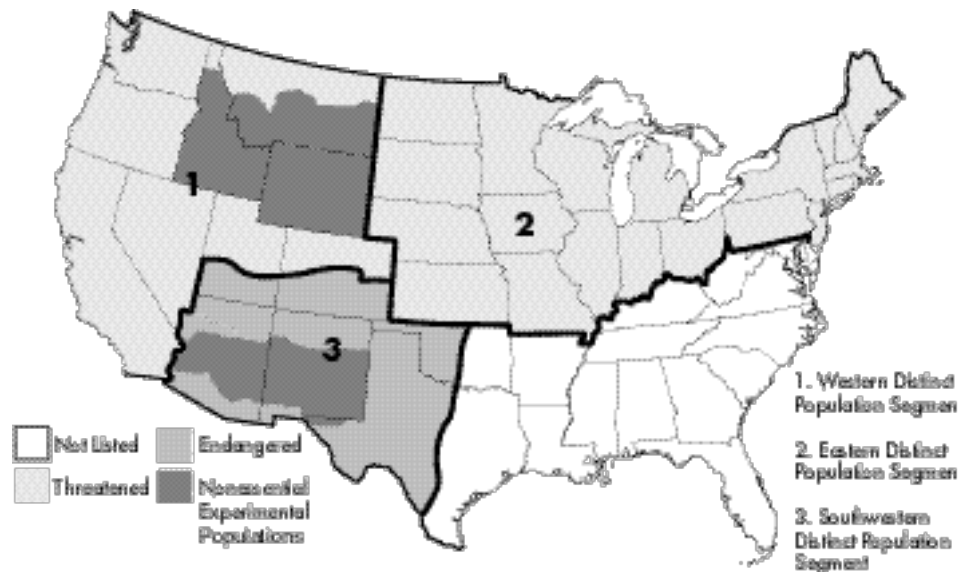 1
2
3
Not Listed
Endangered
Threatened
Nonessential
Experimental
Populations
1. Western Distinct
Population Segmen
2. Eastern Distinct
Population Segmen
3. Southwestern
Distinct Population
Segment